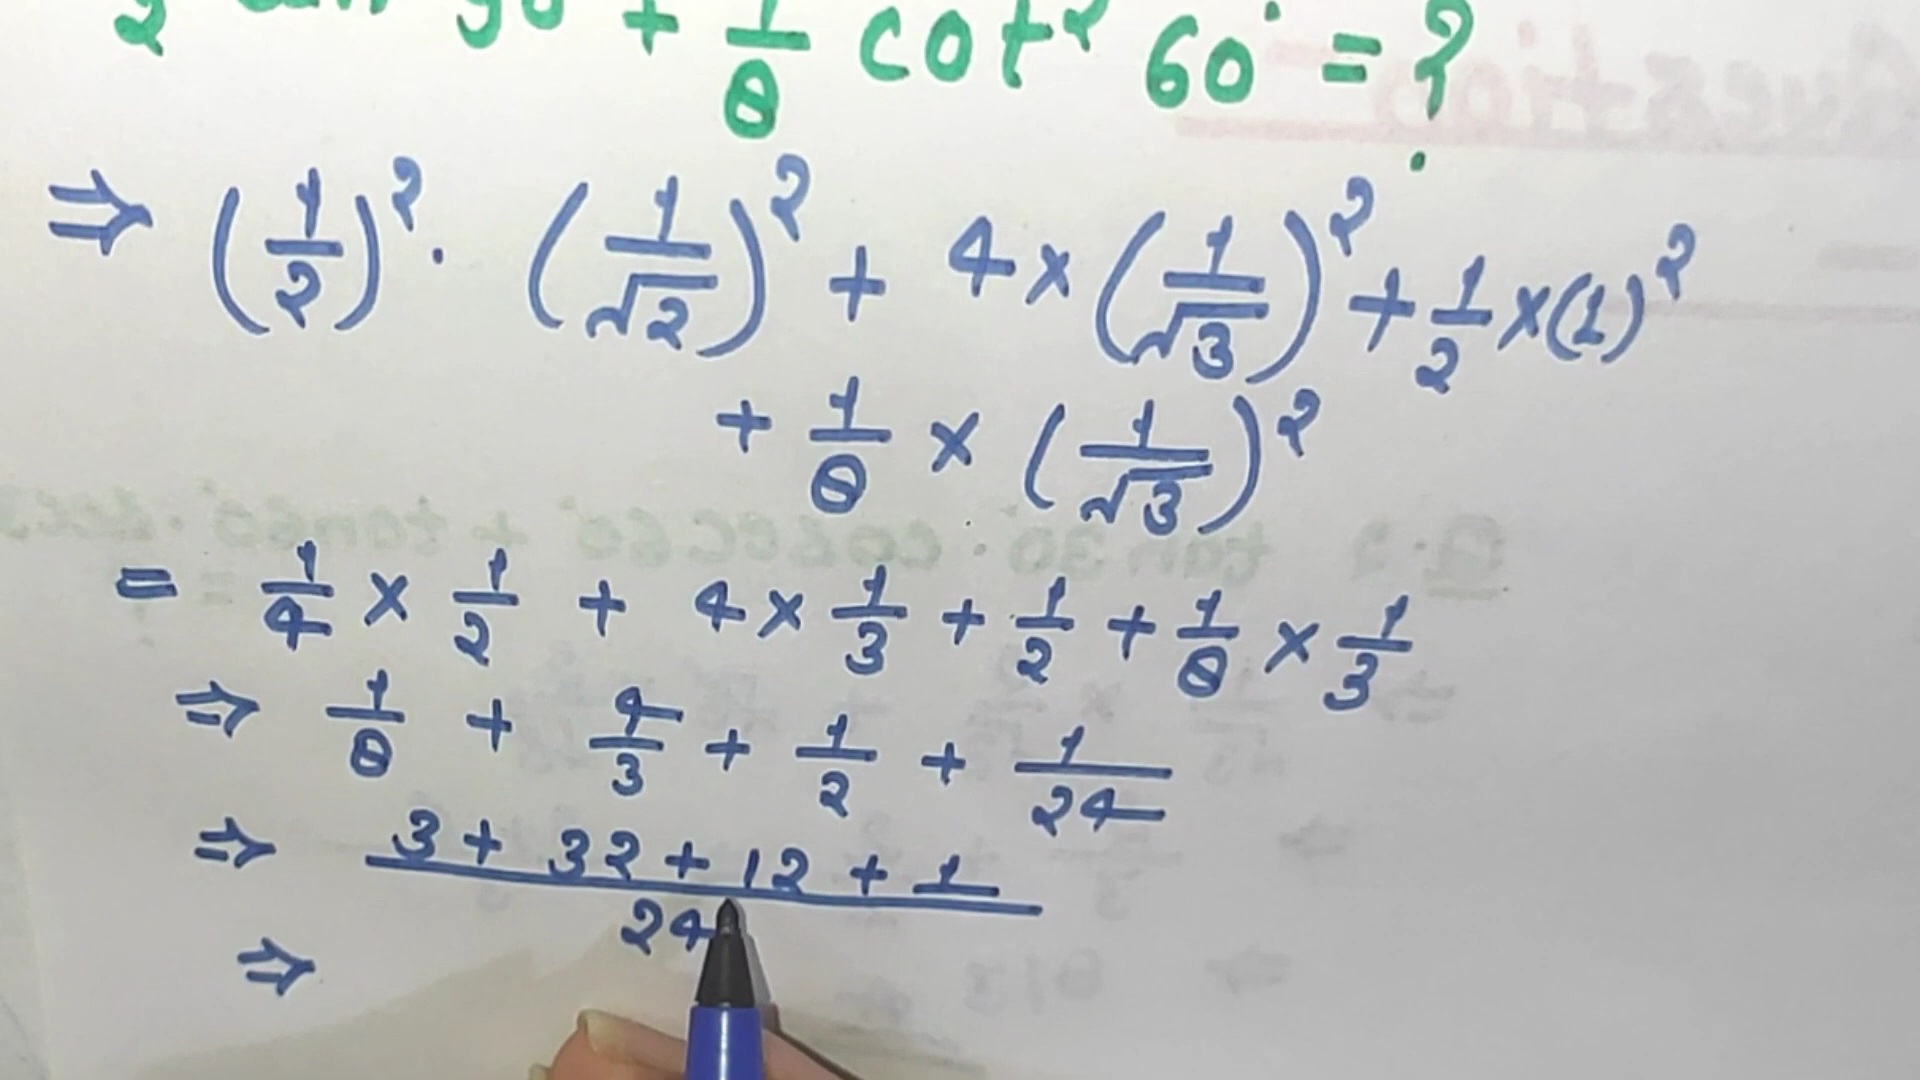 + 1/8 cot² 60° = ?
⇒ (1/2)² · (1/√2)² + 4 × (1/√3)² + 1/2 × (1)²
+ 1/8 × (1/√3)²
= 1/4 × 1/2 + 4 × 1/3 + 1/2 + 1/8 × 1/3
⇒ 1/8 + 4/3 + 1/2 + 1/24
⇒ (3 + 32 + 12 + 1)/24
⇒